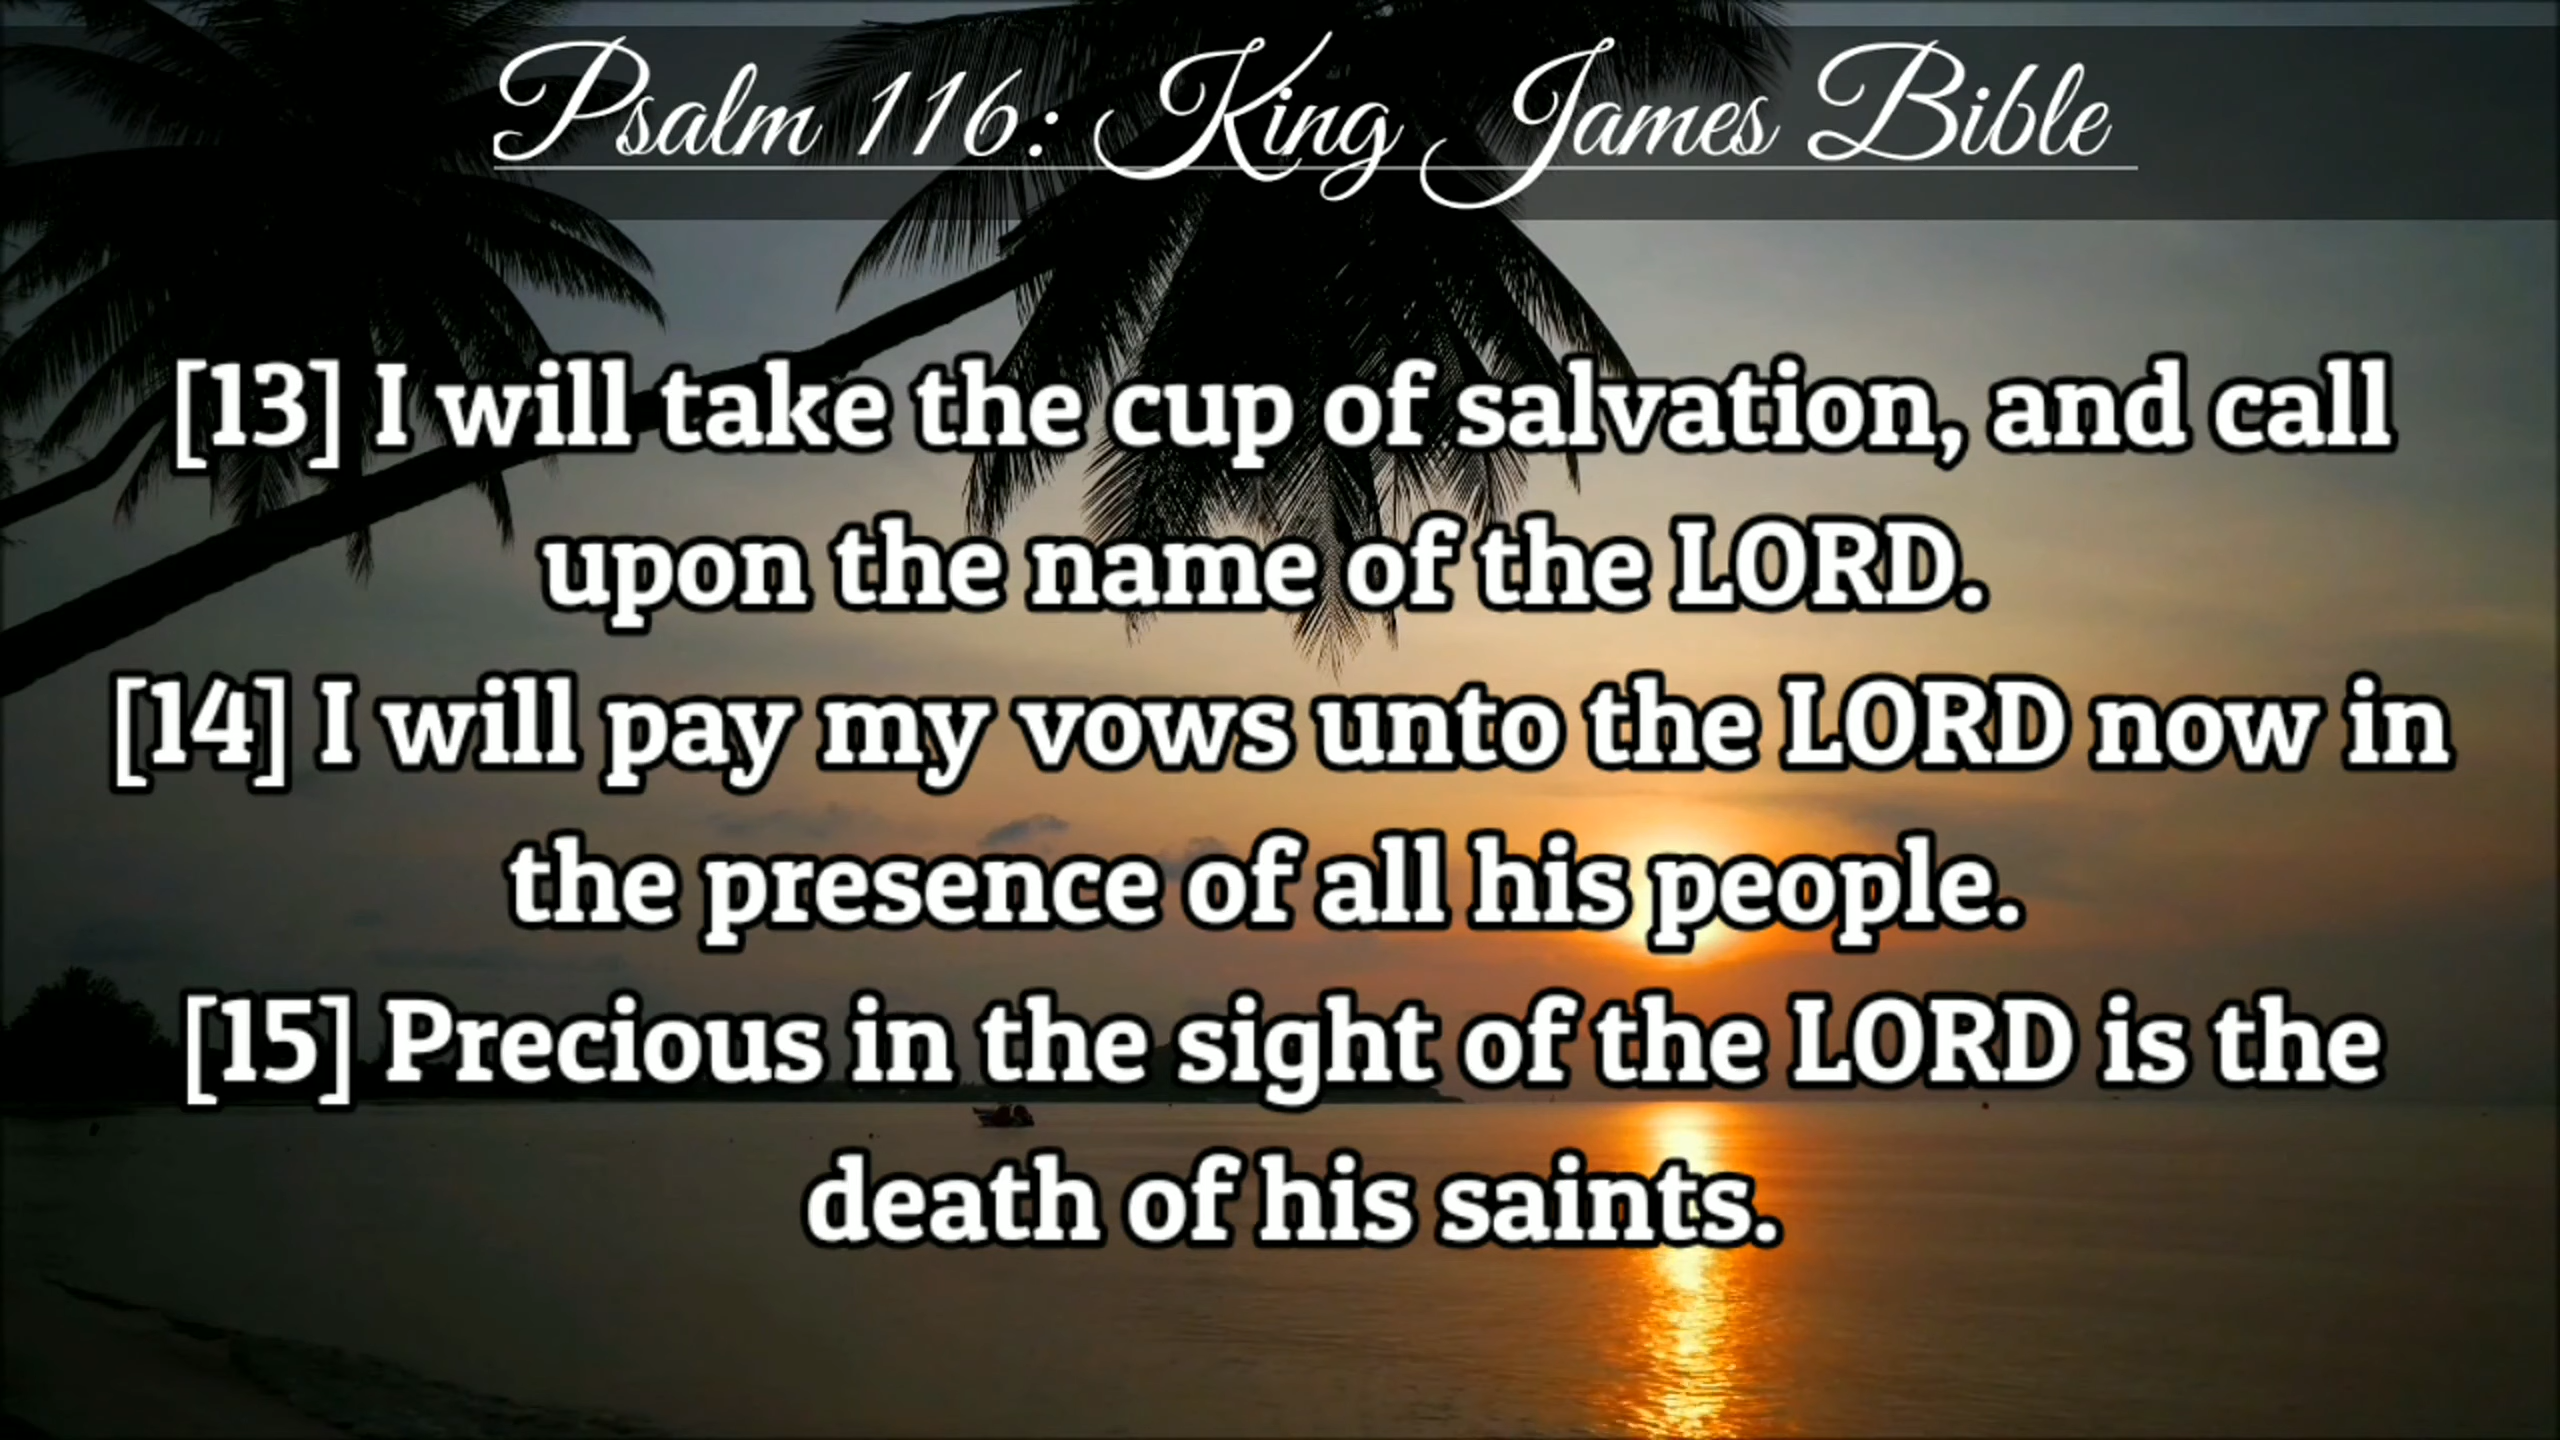 Psalm 116: King James Bible
[13] I will take the cup of salvation, and call
upon the name of the LORD.
[14] I will pay my vows unto the LORD now in
the presence of all his people.
[15] Precious in the sight of the LORD is the
death of his saints.